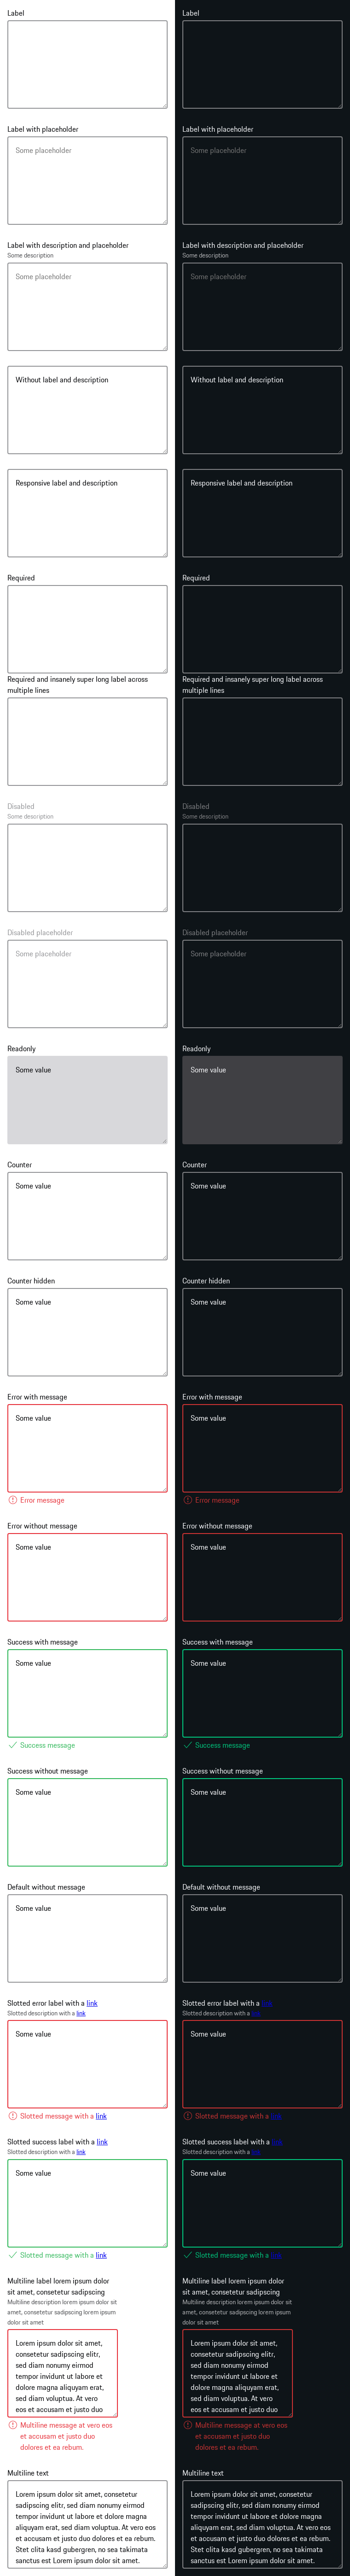 Label
Label with placeholder
Some placeholder
Label with description and placeholder
Some description
Some placeholder
Without label and description
Responsive label and description
Required
Required and insanely super long label across
multiple lines
Disabled
Some description
Disabled placeholder
Some placeholder
Readonly
Some value
Counter
Some value
Counter hidden
Some value
Error with message
Some value
Error message
Error without message
Some value
Success with message
Some value
Success message
Success without message
Some value
Default without message
Some value
Slotted error label with a link
Slotted description with a link
Some value
Slotted message with a link
Slotted success label with a link
Slotted description with a link
Some value
Slotted message with a link
Multiline label lorem ipsum dolor
sit amet, consetetur sadipscing
Multiline description lorem ipsum dolor sit
amet, consetetur sadipscing lorem ipsum
dolor sit amet
Lorem ipsum dolor sit amet,
consetetur sadipscing elitr,
sed diam nonumy eirmod
tempor invidunt ut labore et
dolore magna aliquyam erat,
sed diam voluptua. At vero
eos et accusam et justo duo
Multiline message at vero eos
et accusam et justo duo
dolores et ea rebum.
Multiline text
Lorem ipsum dolor sit amet, consetetur
sadipscing elitr, sed diam nonumy eirmod
tempor invidunt ut labore et dolore magna
aliquyam erat, sed diam voluptua. At vero eos
et accusam et justo duo dolores et ea rebum.
Stet clita kasd gubergren, no sea takimata
sanctus est Lorem ipsum dolor sit amet.
Label
Label with placeholder
Some placeholder
Label with description and placeholder
Some description
Some placeholder
Without label and description
Responsive label and description
Required
Required and insanely super long label across
multiple lines
Disabled
Some description
Disabled placeholder
Some placeholder
Readonly
Some value
Counter
Some value
Counter hidden
Some value
Error with message
Some value
Error message
Error without message
Some value
Success with message
Some value
Success message
Success without message
Some value
Default without message
Some value
Slotted error label with a link
Slotted description with a link
Some value
Slotted message with a link
Slotted success label with a link
Slotted description with a link
Some value
Slotted message with a link
Multiline label lorem ipsum dolor
sit amet, consetetur sadipscing
Multiline description lorem ipsum dolor sit
amet, consetetur sadipscing lorem ipsum
dolor sit amet
Lorem ipsum dolor sit amet,
consetetur sadipscing elitr,
sed diam nonumy eirmod
tempor invidunt ut labore et
dolore magna aliquyam erat,
sed diam voluptua. At vero
eos et accusam et justo duo
Multiline message at vero eos
et accusam et justo duo
dolores et ea rebum.
Multiline text
Lorem ipsum dolor sit amet, consetetur
sadipscing elitr, sed diam nonumy eirmod
tempor invidunt ut labore et dolore magna
aliquyam erat, sed diam voluptua. At vero eos
et accusam et justo duo dolores et ea rebum.
Stet clita kasd gubergren, no sea takimata
sanctus est Lorem ipsum dolor sit amet.